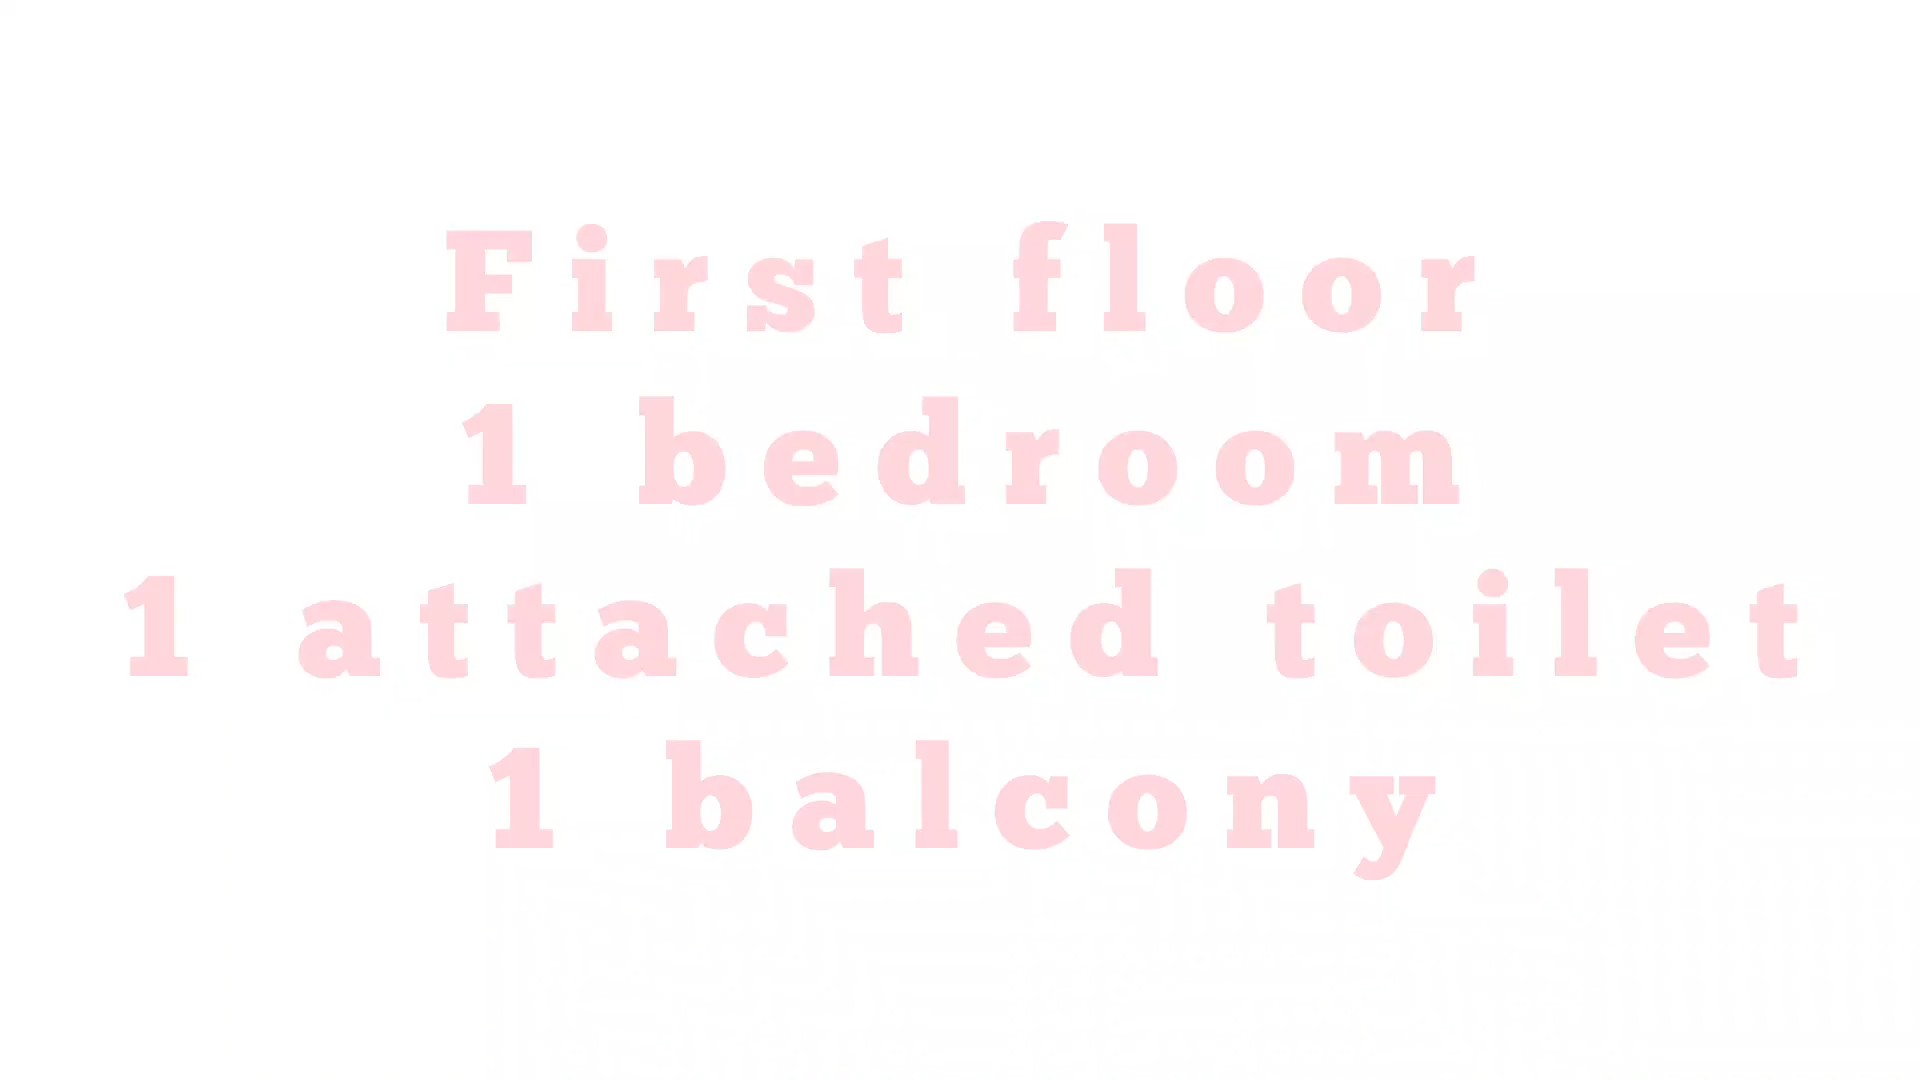 First floor
1 bedroom
1 attached toilet
1 balcony